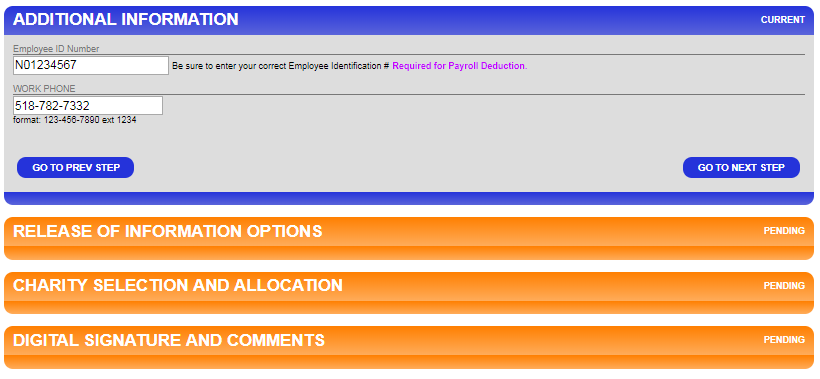 ADDITIONAL INFORMATION CURRENT
Employee ID Number
N01234567 Be sure to enter your correct Employee Identification # Required for Payroll Deduction.
WORK PHONE
518-782-7332
format: 123-456-7890 ext 1234
GO TO PREV STEP GO TO NEXT STEP
RELEASE OF INFORMATION OPTIONS PENDING
CHARITY SELECTION AND ALLOCATION PENDING
DIGITAL SIGNATURE AND COMMENTS PENDING